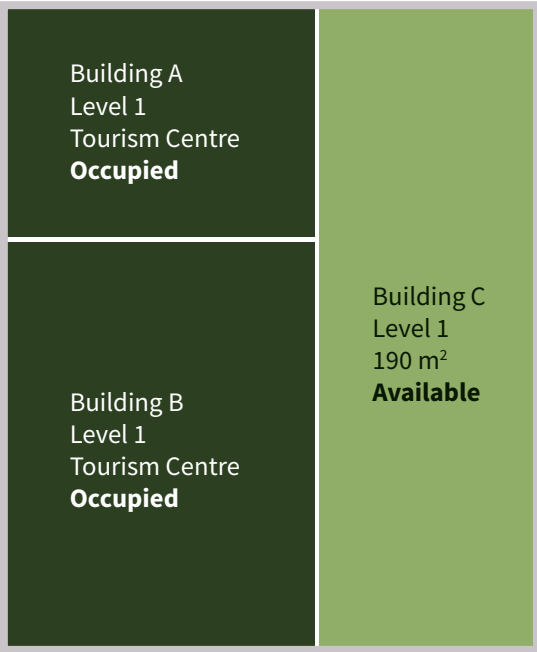 Building A
Level 1
Tourism Centre
Occupied
Building B
Level 1
Tourism Centre
Occupied
Building C
Level 1
190 m²
Available